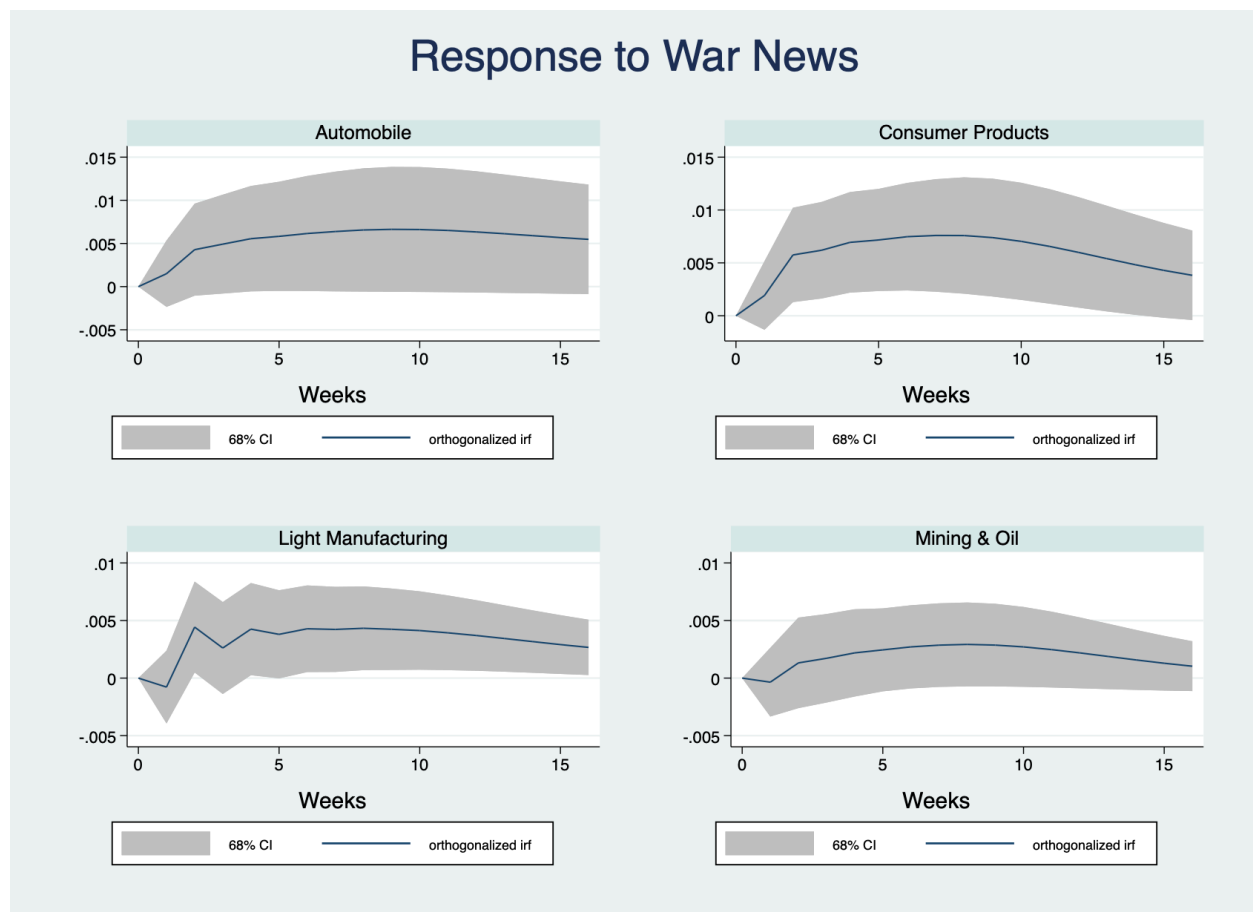 Response to War News
Automobile
.015
.01
.005
0
-.005
0 5 10 15
Weeks
68% CI orthogonalized irf
Consumer Products
.015
.01
.005
0
0 5 10 15
Weeks
68% CI orthogonalized irf
Light Manufacturing
.01
.005
0
-.005
0 5 10 15
Weeks
68% CI orthogonalized irf
Mining & Oil
.01
.005
0
-.005
0 5 10 15
Weeks
68% CI orthogonalized irf